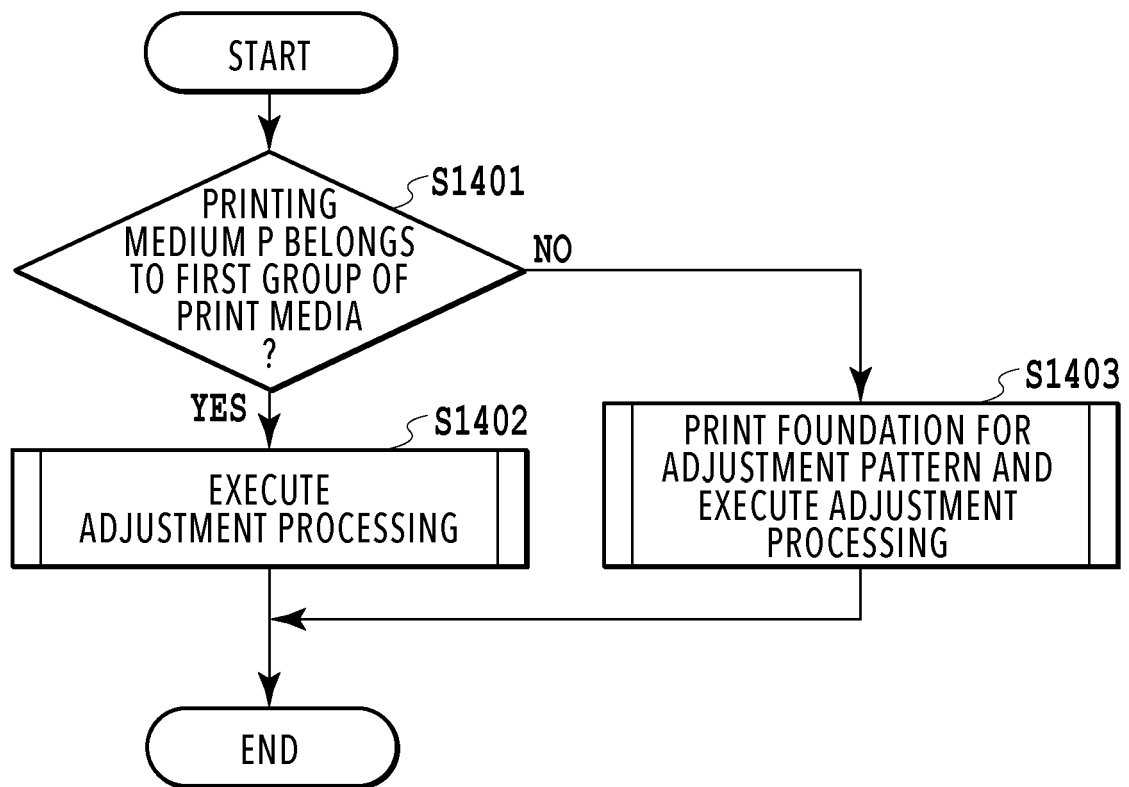 START
S1401
PRINTING
MEDIUM P BELONGS
TO FIRST GROUP OF
PRINT MEDIA
?
NO
YES
S1402
EXECUTE
ADJUSTMENT PROCESSING
S1403
PRINT FOUNDATION FOR
ADJUSTMENT PATTERN AND
EXECUTE ADJUSTMENT
PROCESSING
END